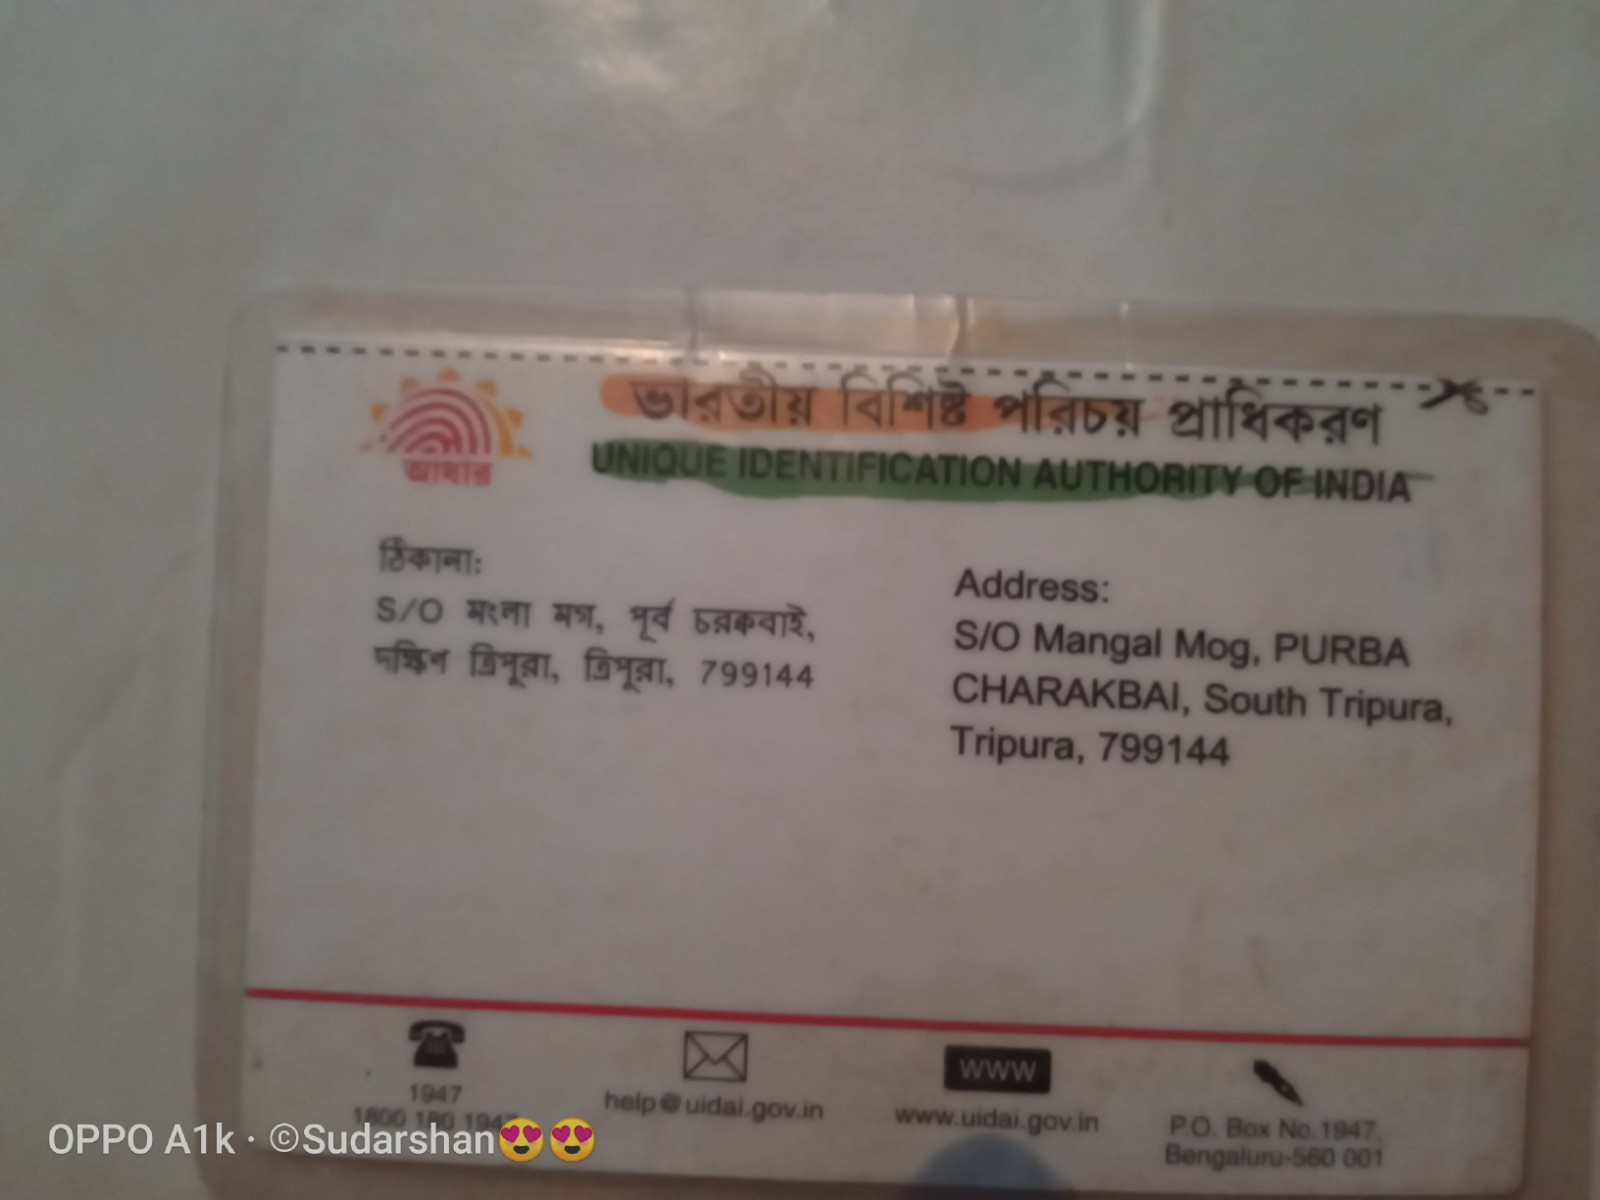 ভারতীয় বিশিষ্ট পরিচয় প্রাধিকরণ
UNIQUE IDENTIFICATION AUTHORITY OF INDIA
আধার
ঠিকানা:
S/O মংলা মগ, পূর্ব চরকবাই,
দক্ষিণ ত্রিপুরা, ত্রিপুরা, 799144
Address:
S/O Mangal Mog, PURBA
CHARAKBAI, South Tripura,
Tripura, 799144
1947
1800 180 1947
help@uidai.gov.in
www
www.uidai.gov.in
P.O. Box No.1947,
Bengaluru-560 001
OPPO A1k · ©Sudarshan😍😍